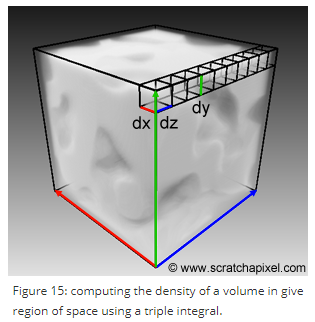 dx dz
dy
© www.scratchapixel.com
Figure 15: computing the density of a volume in give
region of space using a triple integral.